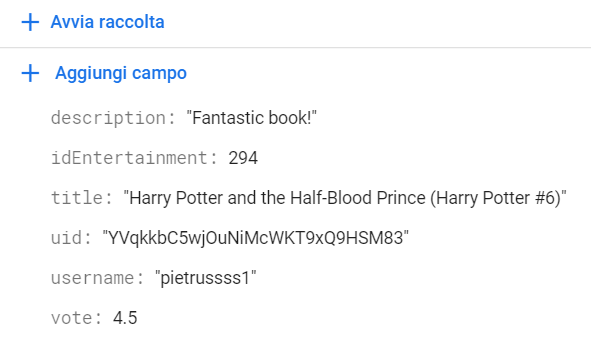 + Avvia raccolta
+ Aggiungi campo
description: "Fantastic book!"
idEntertainment: 294
title: "Harry Potter and the Half-Blood Prince (Harry Potter #6)"
uid: "YVqkkbC5wjOuNiMcWKT9xQ9HSM83"
username: "pietrussss1"
vote: 4.5